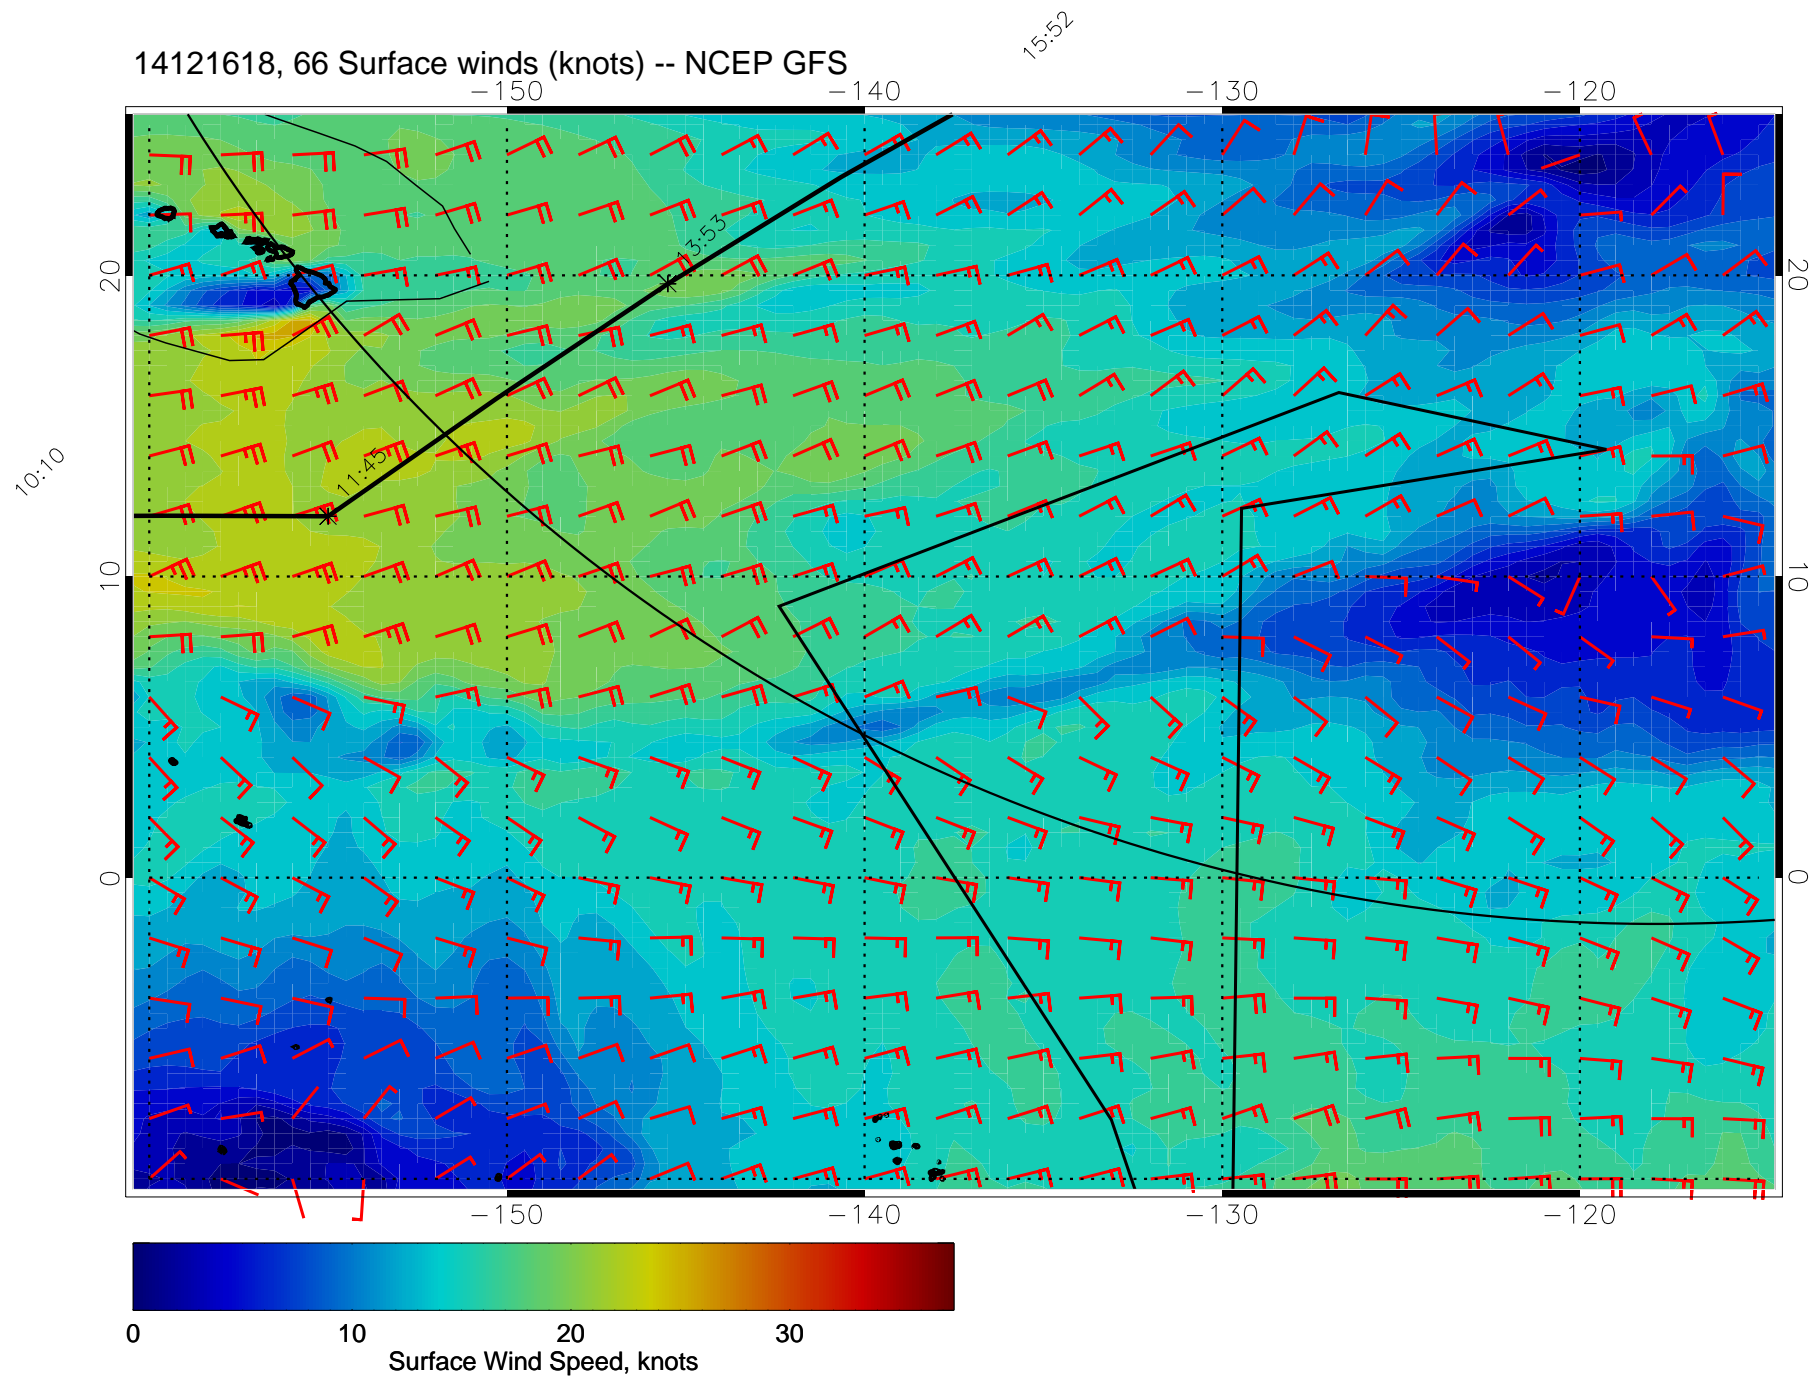 15:52
14121618, 66 Surface winds (knots) -- NCEP GFS
−150 −140 −130 −120
13:53
20 20
10:10
11:45
10 10
0 0
−150 −140 −130 −120
0 10 20 30
Surface Wind Speed, knots